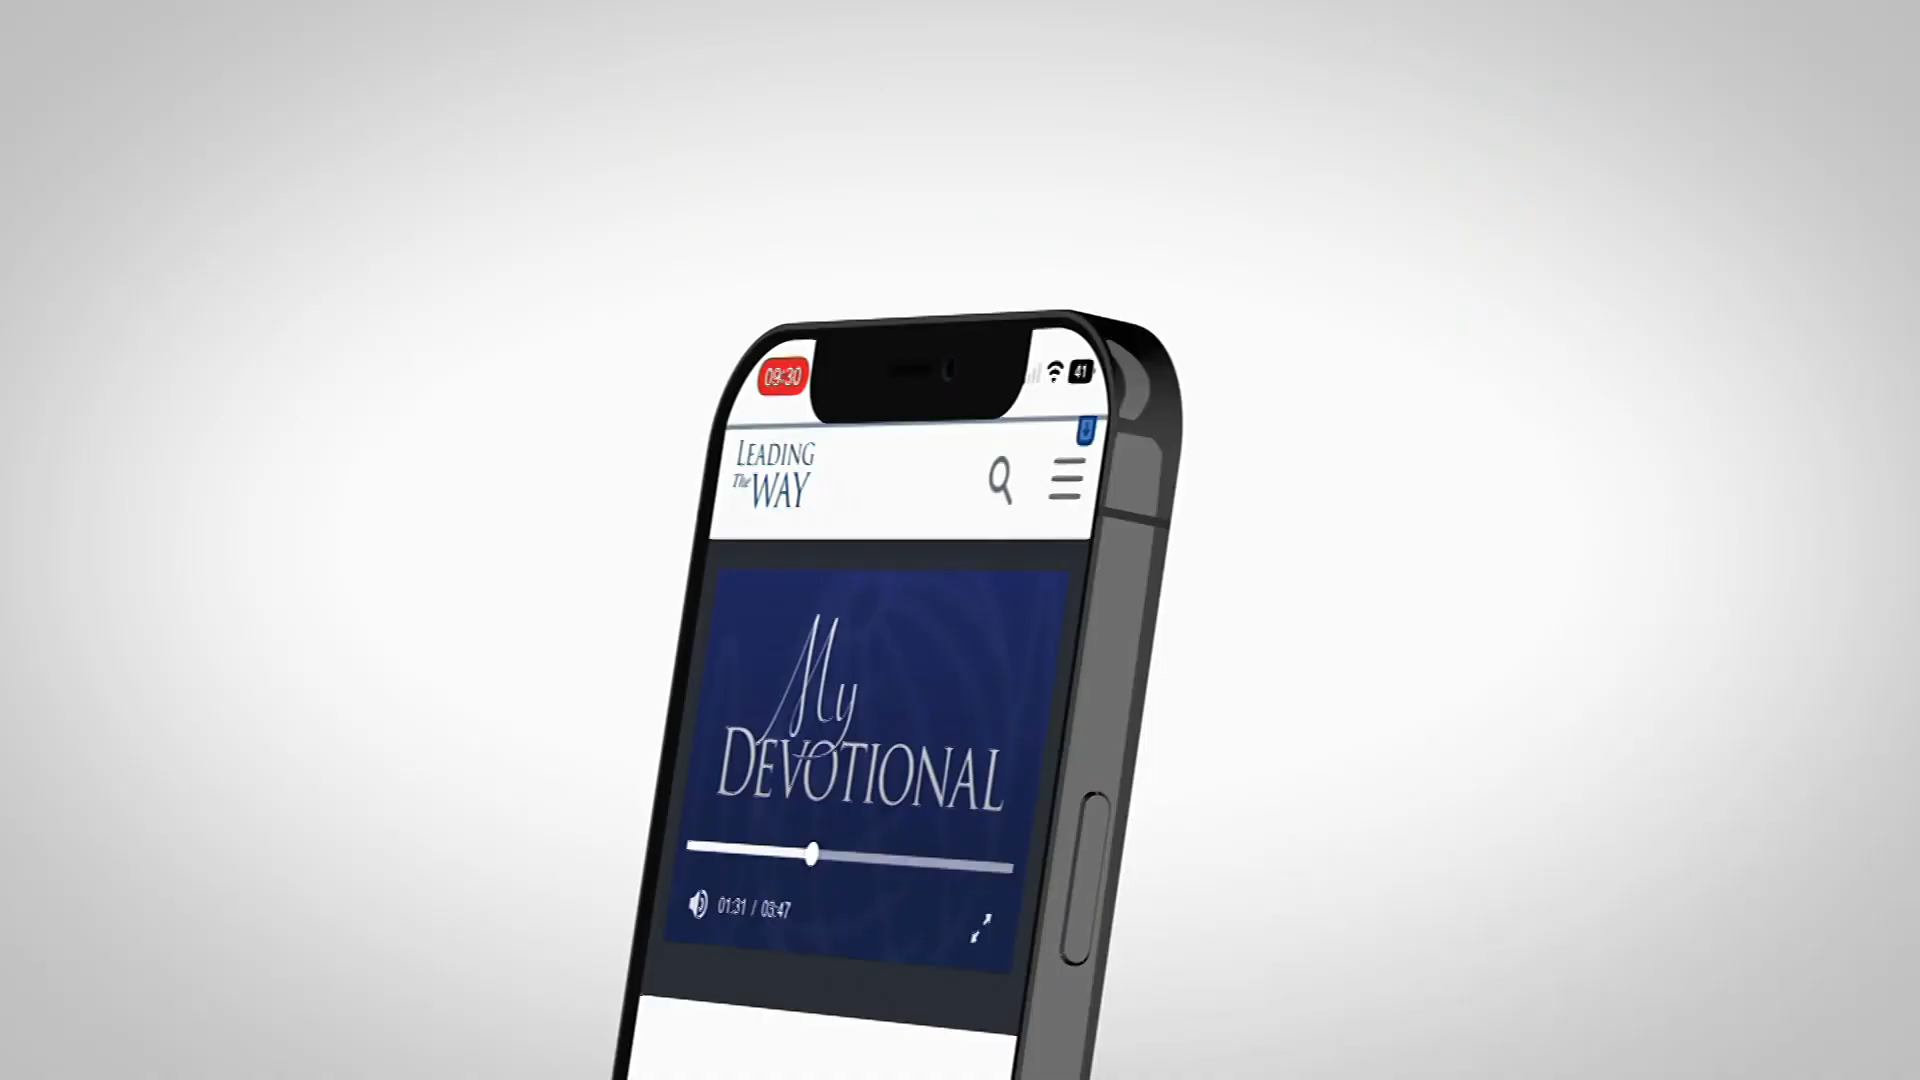 09:30
41
LEADING
The WAY
My
DEVOTIONAL
01:31 / 03:47